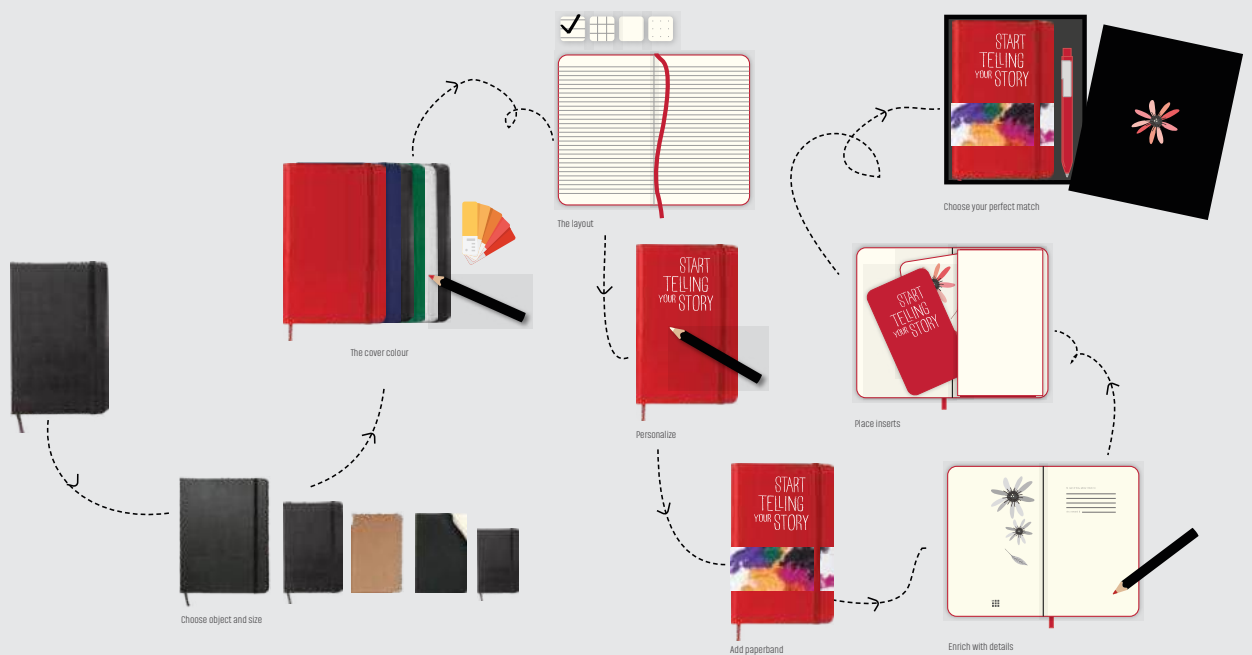 Choose object and size
The cover colour
The layout
START
TELLING
YOUR STORY
Personalize
START
TELLING
YOUR STORY
Add paperband
Enrich with details
START
TELLING
YOUR STORY
Place inserts
START
TELLING
YOUR STORY
Choose your perfect match